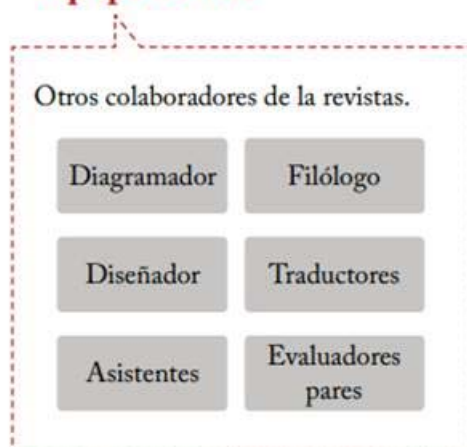 Otros colaboradores de la revistas.
Diagramador
Filólogo
Diseñador
Traductores
Asistentes
Evaluadores
pares